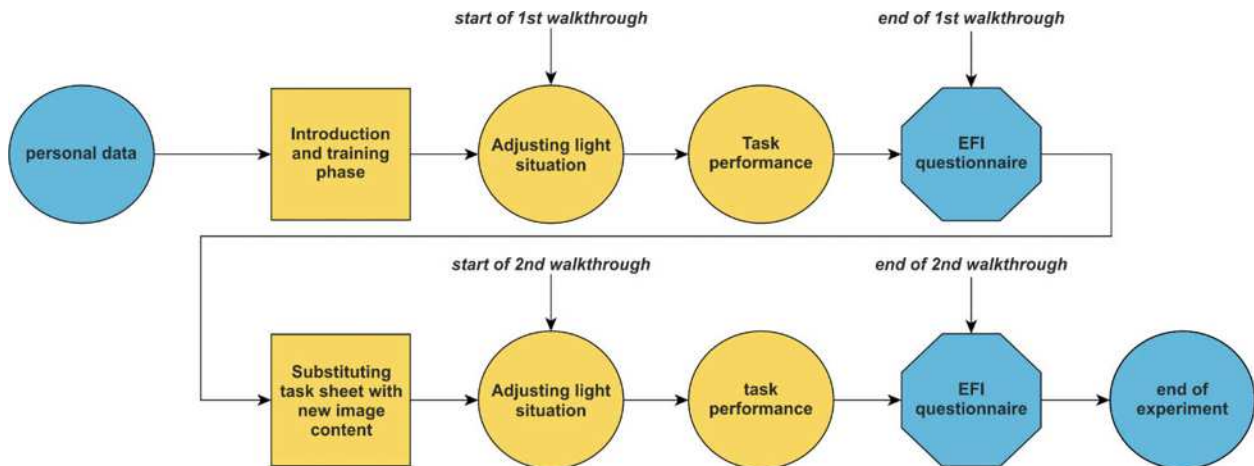 start of 1st walkthrough
end of 1st walkthrough
personal data
Introduction
and training
phase
Adjusting light
situation
Task
performance
EFI
questionnaire
start of 2nd walkthrough
end of 2nd walkthrough
Substituting
task sheet with
new image
content
Adjusting light
situation
task
performance
EFI
questionnaire
end of
experiment